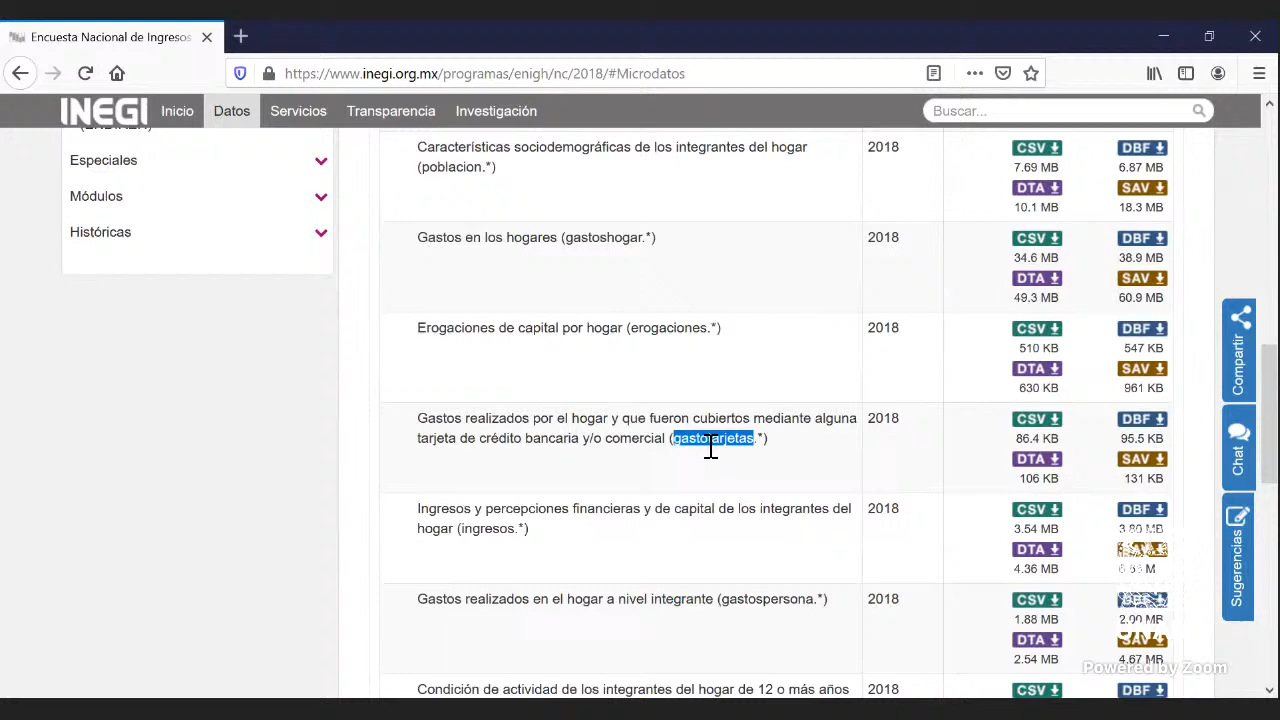 Encuesta Nacional de Ingresos
https://www.inegi.org.mx/programas/enigh/nc/2018/#Microdatos
INEGI Inicio Datos Servicios Transparencia Investigación Buscar...
Especiales
Módulos
Históricas
Características sociodemográficas de los integrantes del hogar
(poblacion.*)
2018
CSV DBF
7.69 MB 6.87 MB
DTA SAV
10.1 MB 18.3 MB
Gastos en los hogares (gastoshogar.*)
2018
CSV DBF
34.6 MB 38.9 MB
DTA SAV
49.3 MB 60.9 MB
Erogaciones de capital por hogar (erogaciones.*)
2018
CSV DBF
510 KB 547 KB
DTA SAV
630 KB 961 KB
Gastos realizados por el hogar y que fueron cubiertos mediante alguna
tarjeta de crédito bancaria y/o comercial (gastotarjetas.*)
2018
CSV DBF
86.4 KB 95.5 KB
DTA SAV
106 KB 131 KB
Ingresos y percepciones financieras y de capital de los integrantes del
hogar (ingresos.*)
2018
CSV DBF
3.54 MB 3.80 MB
DTA
4.36 MB
Gastos realizados en el hogar a nivel integrante (gastospersona.*)
2018
CSV
1.88 MB 2.00 MB
DTA SAV
2.54 MB 4.67 MB
Condición de actividad de los integrantes del hogar de 12 o más años
2018
CSV DBF
Compartir
Chat
Sugerencias
Powered by Zoom